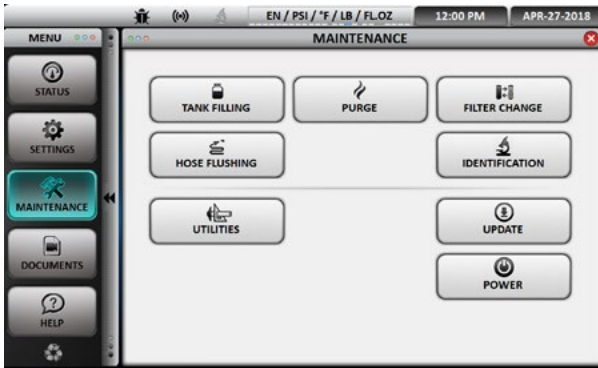 EN / PSI / °F / LB / FL.OZ 12:00 PM APR-27-2018
MENU MAINTENANCE
STATUS
TANK FILLING PURGE FILTER CHANGE
SETTINGS
HOSE FLUSHING IDENTIFICATION
MAINTENANCE
UTILITIES UPDATE
DOCUMENTS
POWER
HELP